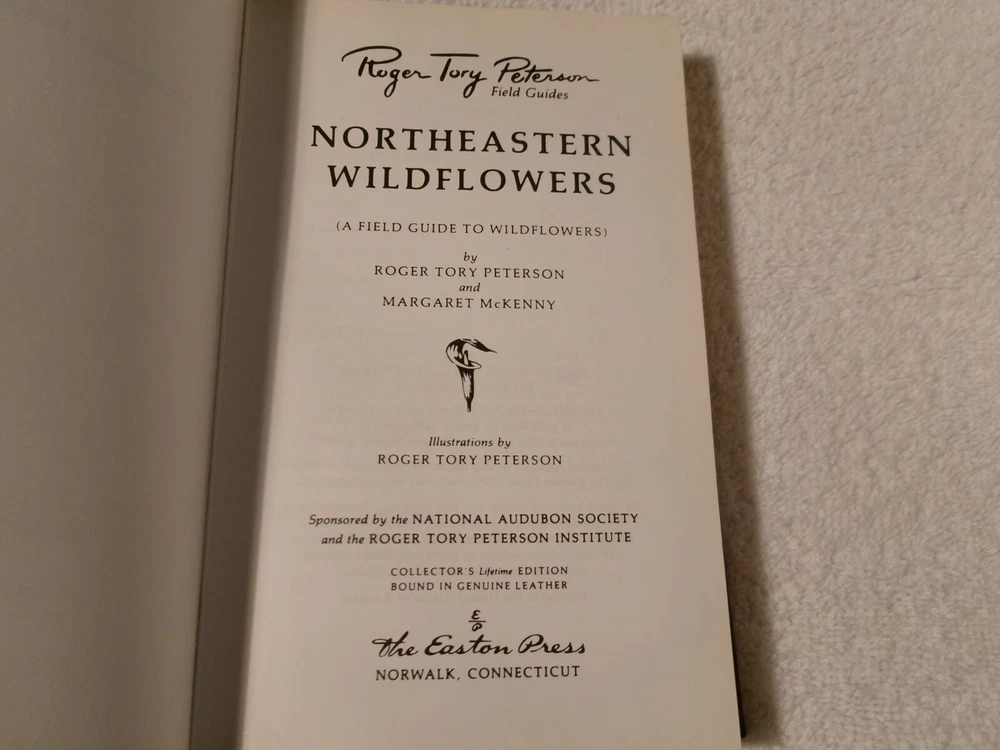 Roger Tory Peterson
Field Guides
NORTHEASTERN
WILDFLOWERS
(A FIELD GUIDE TO WILDFLOWERS)
by
ROGER TORY PETERSON
and
MARGARET McKENNY
Illustrations by
ROGER TORY PETERSON
Sponsored by the NATIONAL AUDUBON SOCIETY
and the ROGER TORY PETERSON INSTITUTE
COLLECTOR'S Lifetime EDITION
BOUND IN GENUINE LEATHER
E
P
The Easton Press
NORWALK, CONNECTICUT